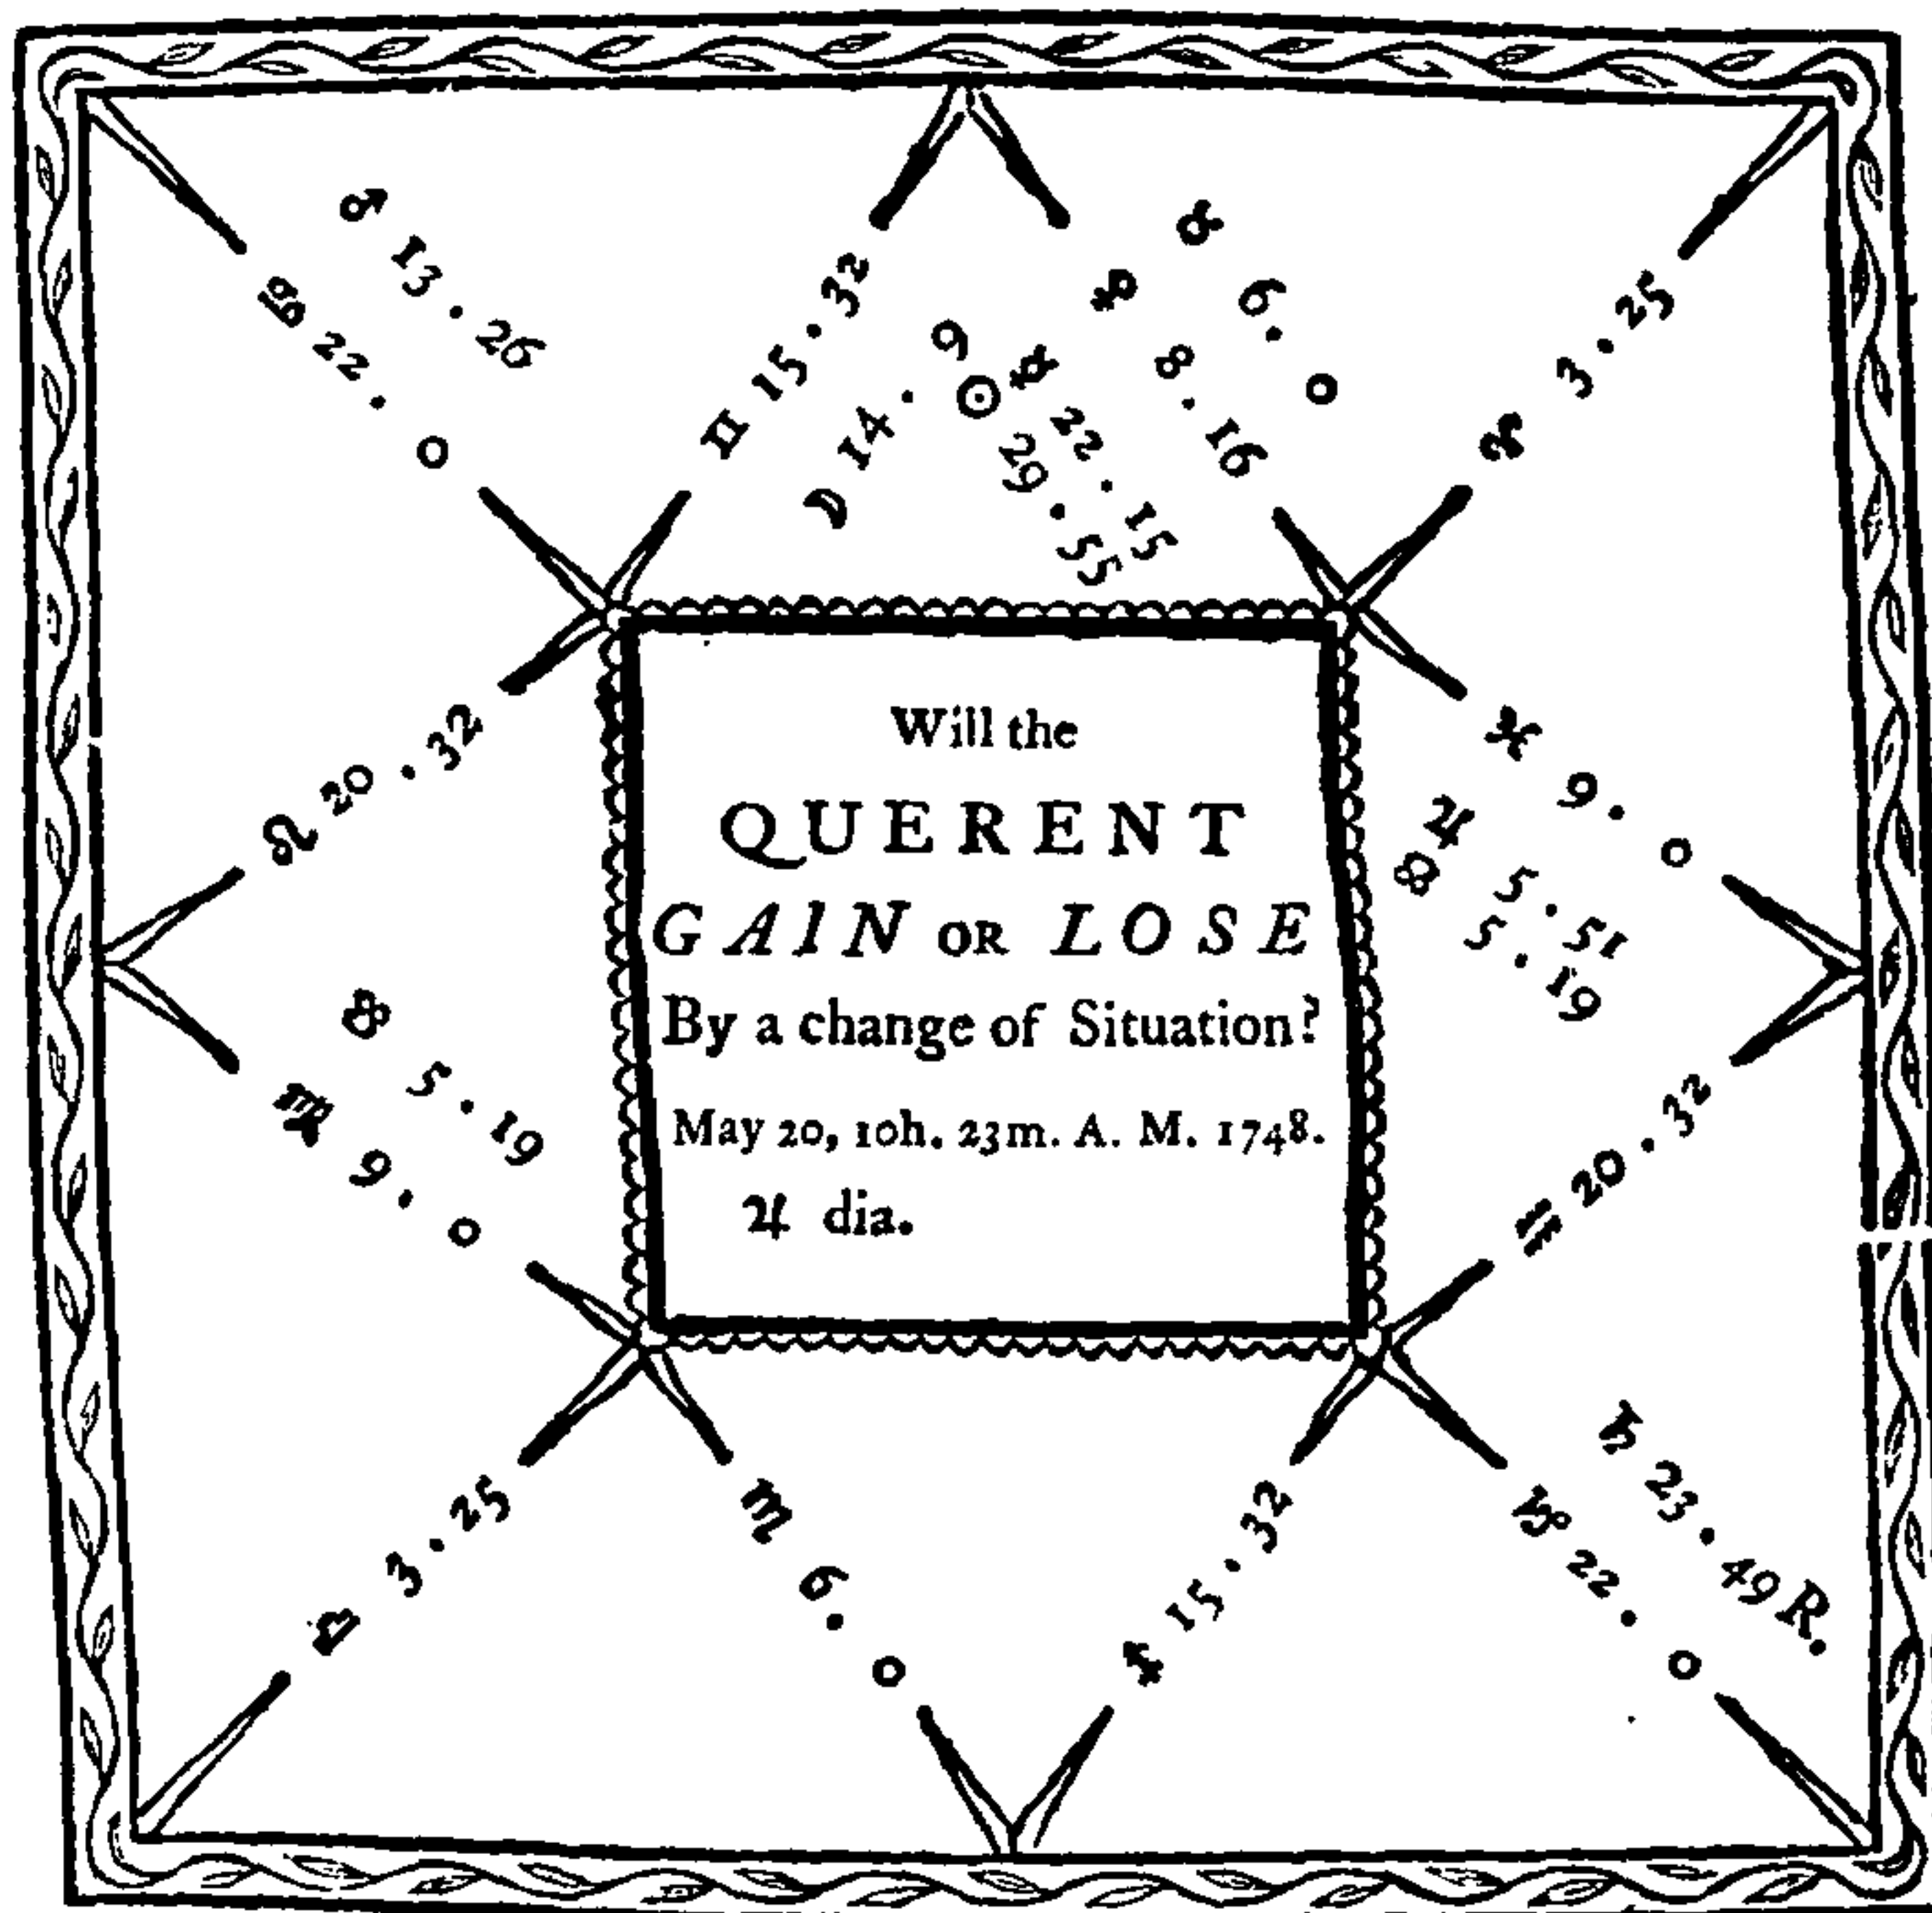 ♂ 13.26
♋ 22.0
♊ 15.32
☽ 14.9
☉ 29.55
22.15
♉ 6.0
8.16
3.25
♌ 20.32
♓ 9.0
♃ 5.51
5.19
Will the
QUERENT
GAIN OR LOSE
By a change of Situation?
May 20, 10h. 23m. A. M. 1748.
♃ dia.
5.19
♍ 9.0
♒ 20.32
♎ 3.25
♏ 6.0
♐ 15.32
♑ 22.0
♄ 23.49 R.